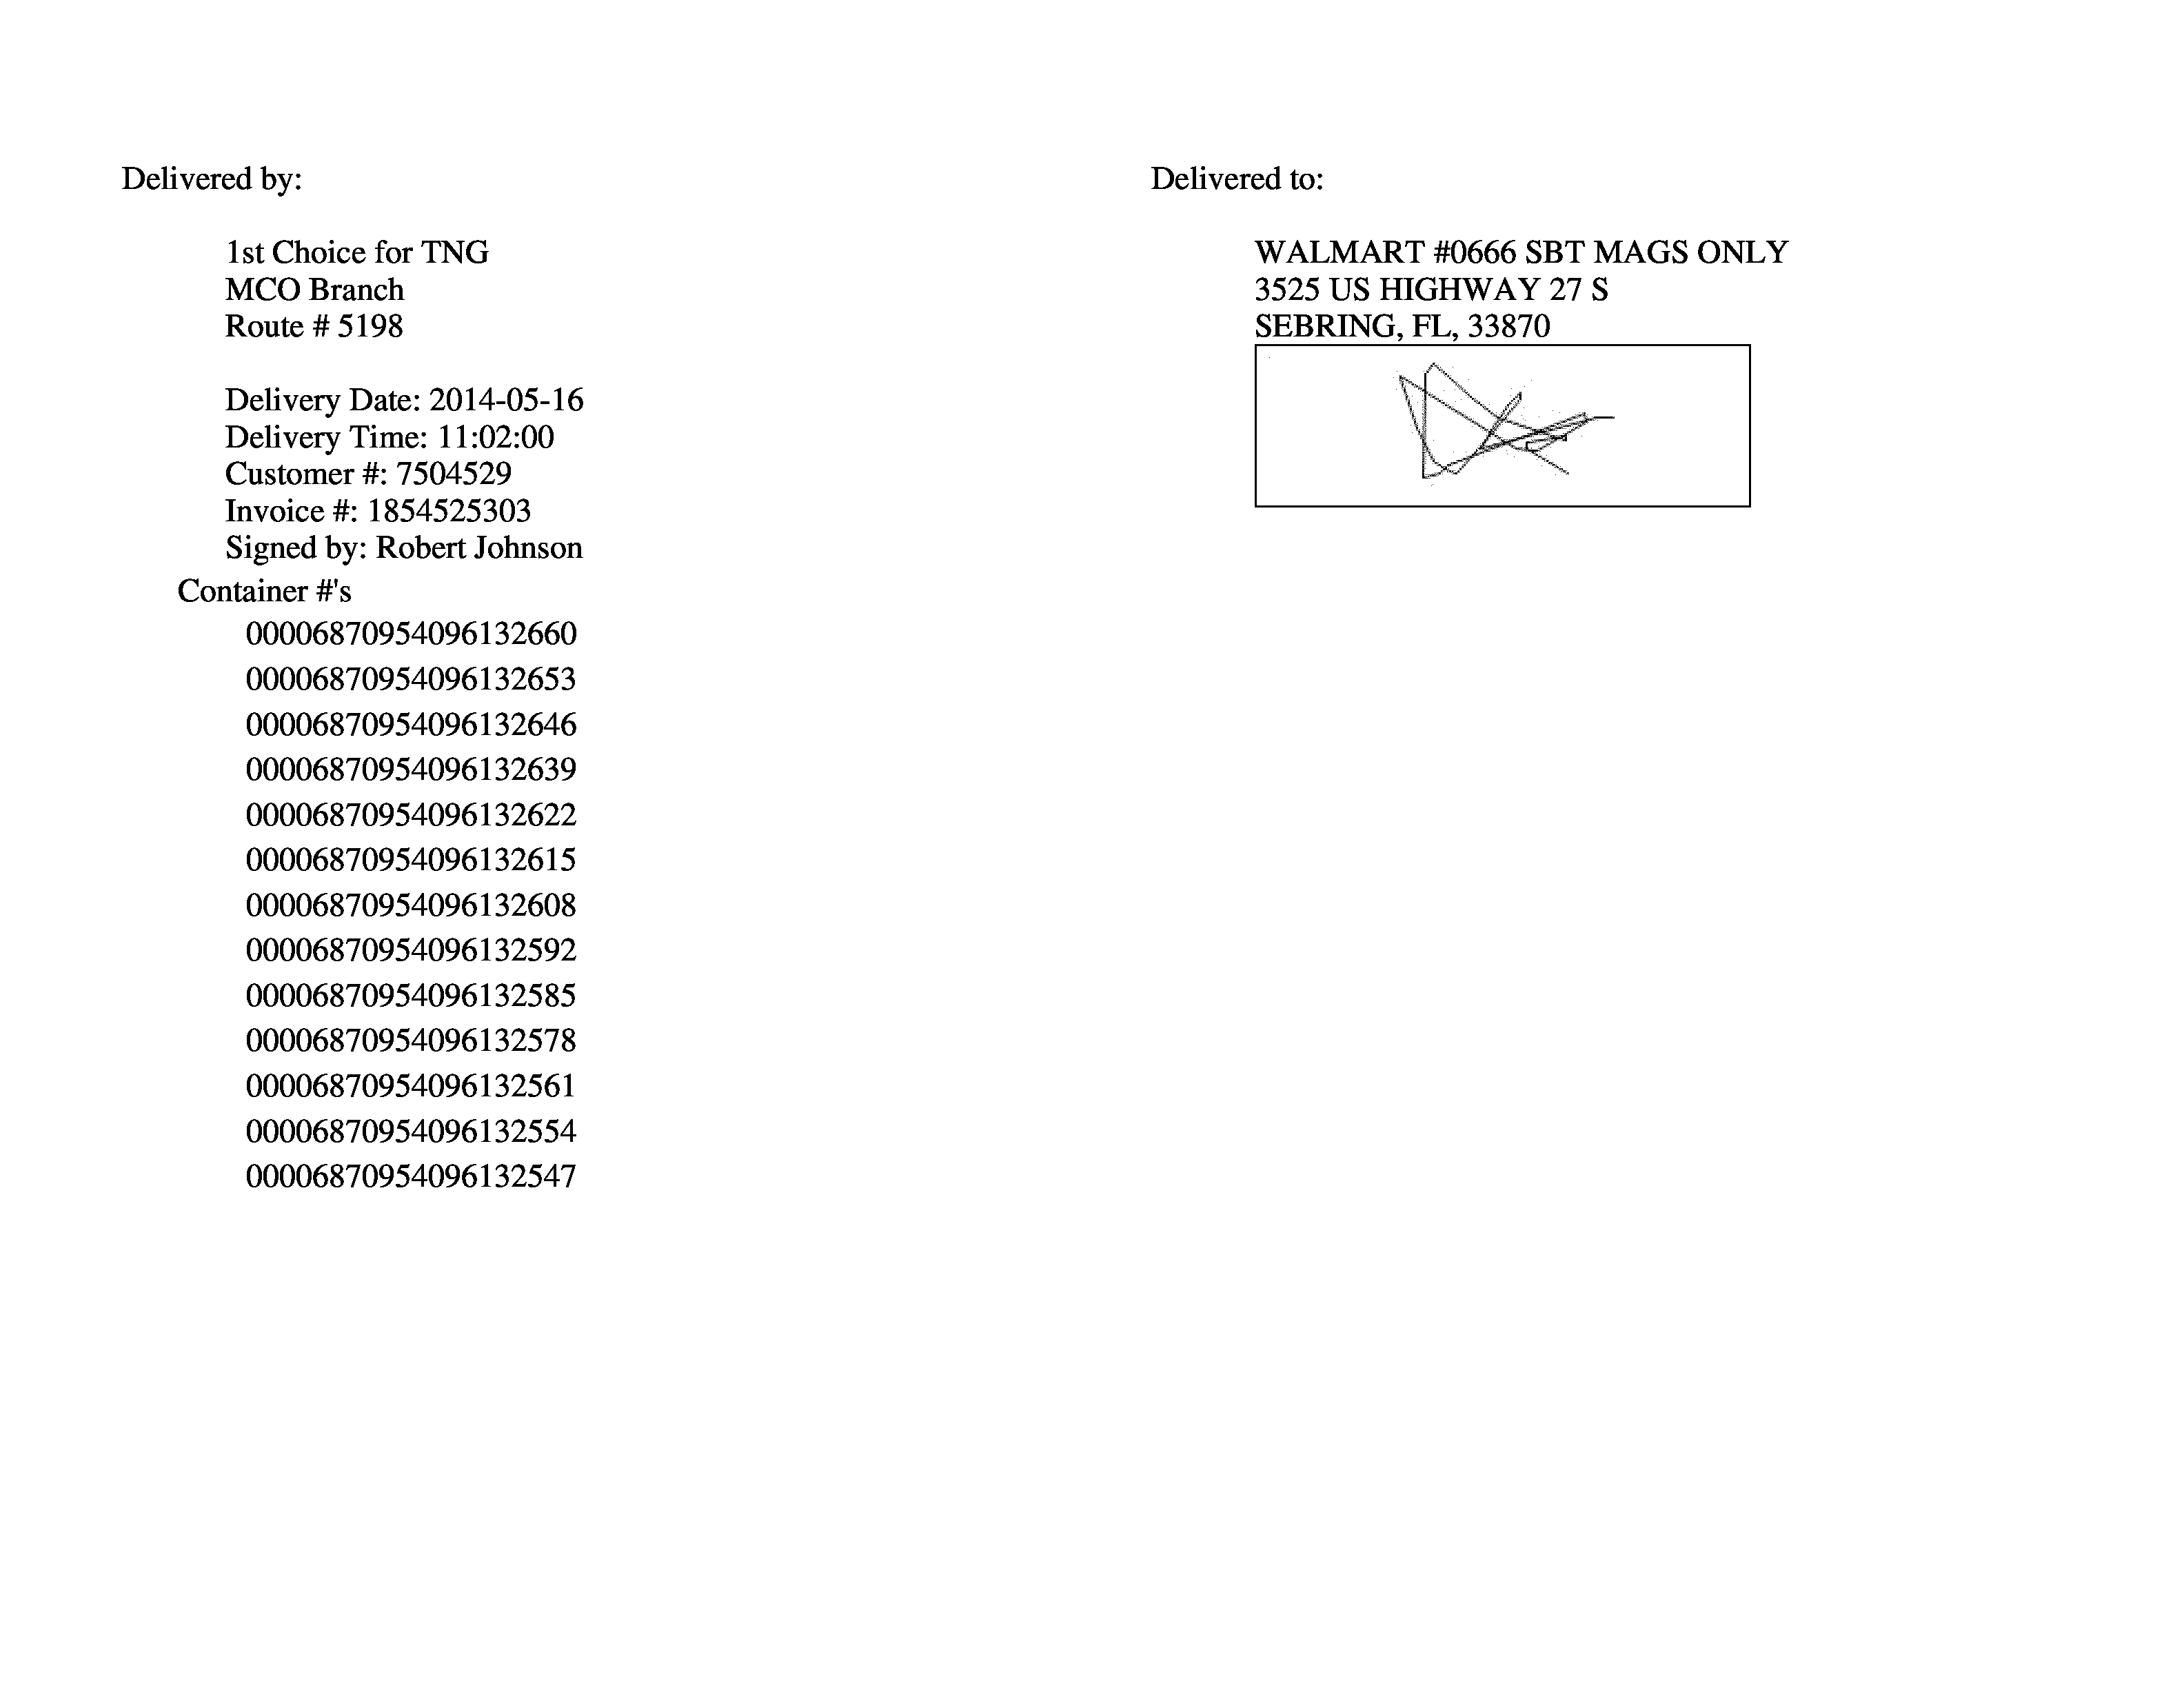 Delivered by:
1st Choice for TNG
MCO Branch
Route # 5198
Delivery Date: 2014-05-16
Delivery Time: 11:02:00
Customer #: 7504529
Invoice #: 1854525303
Signed by: Robert Johnson
Container #'s
00006870954096132660
00006870954096132653
00006870954096132646
00006870954096132639
00006870954096132622
00006870954096132615
00006870954096132608
00006870954096132592
00006870954096132585
00006870954096132578
00006870954096132561
00006870954096132554
00006870954096132547
Delivered to:
WALMART #0666 SBT MAGS ONLY
3525 US HIGHWAY 27 S
SEBRING, FL, 33870